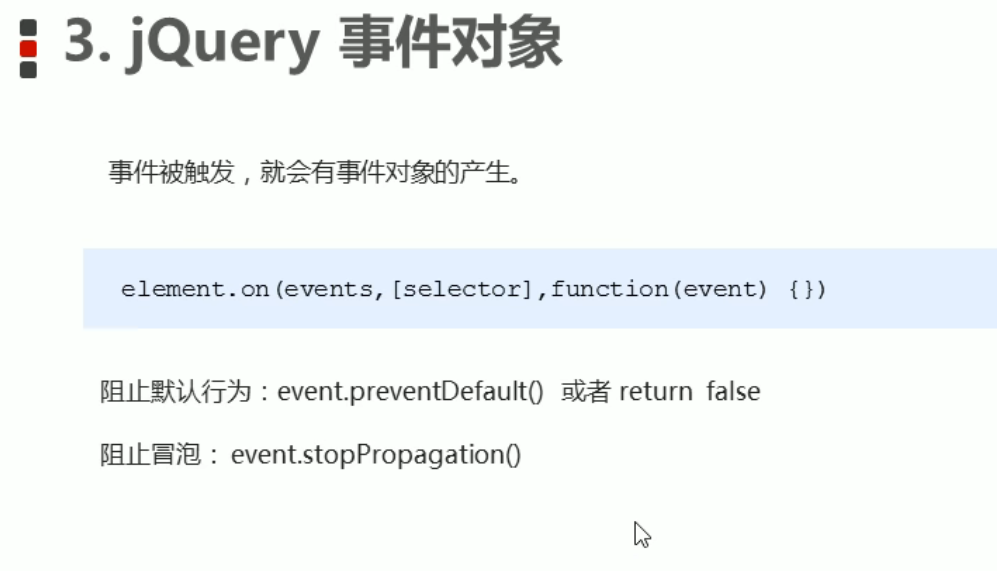 3. jQuery 事件对象
事件被触发，就会有事件对象的产生。
element.on(events,[selector],function(event) {})
阻止默认行为：event.preventDefault() 或者 return false
阻止冒泡： event.stopPropagation()